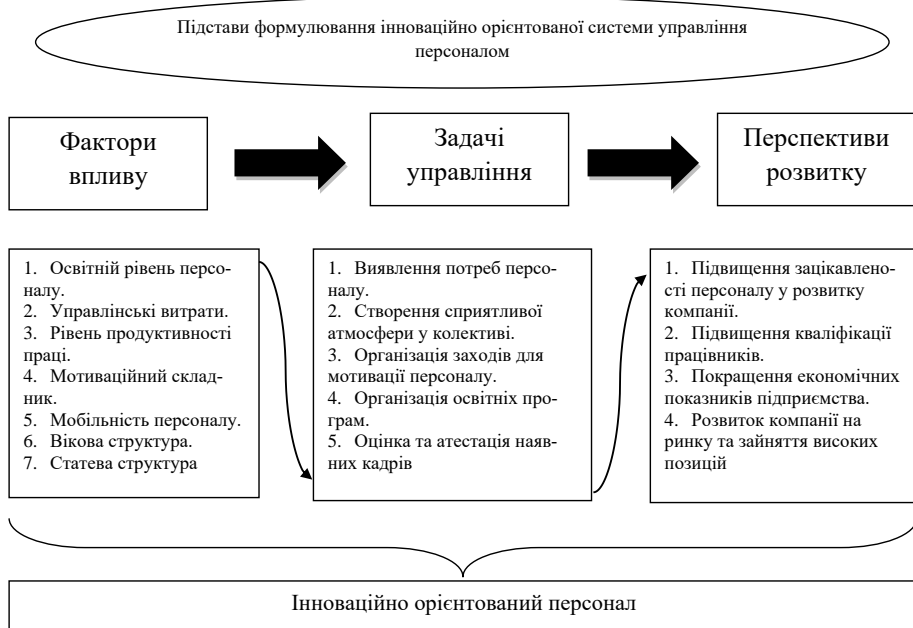 Підстави формулювання інноваційно орієнтованої системи управління
персоналом
Фактори
впливу
Задачі
управління
Перспективи
розвитку
1. Освітній рівень персо-
налу.
2. Управлінські витрати.
3. Рівень продуктивності
праці.
4. Мотиваційний склад-
ник.
5. Мобільність персоналу.
6. Вікова структура.
7. Статева структура
1. Виявлення потреб персо-
налу.
2. Створення сприятливої
атмосфери у колективі.
3. Організація заходів для
мотивації персоналу.
4. Організація освітніх про-
грам.
5. Оцінка та атестація наяв-
них кадрів
1. Підвищення зацікавлено-
сті персоналу у розвитку
компанії.
2. Підвищення кваліфікації
працівників.
3. Покращення економічних
показників підприємства.
4. Розвиток компанії на
ринку та зайняття високих
позицій
Інноваційно орієнтований персонал